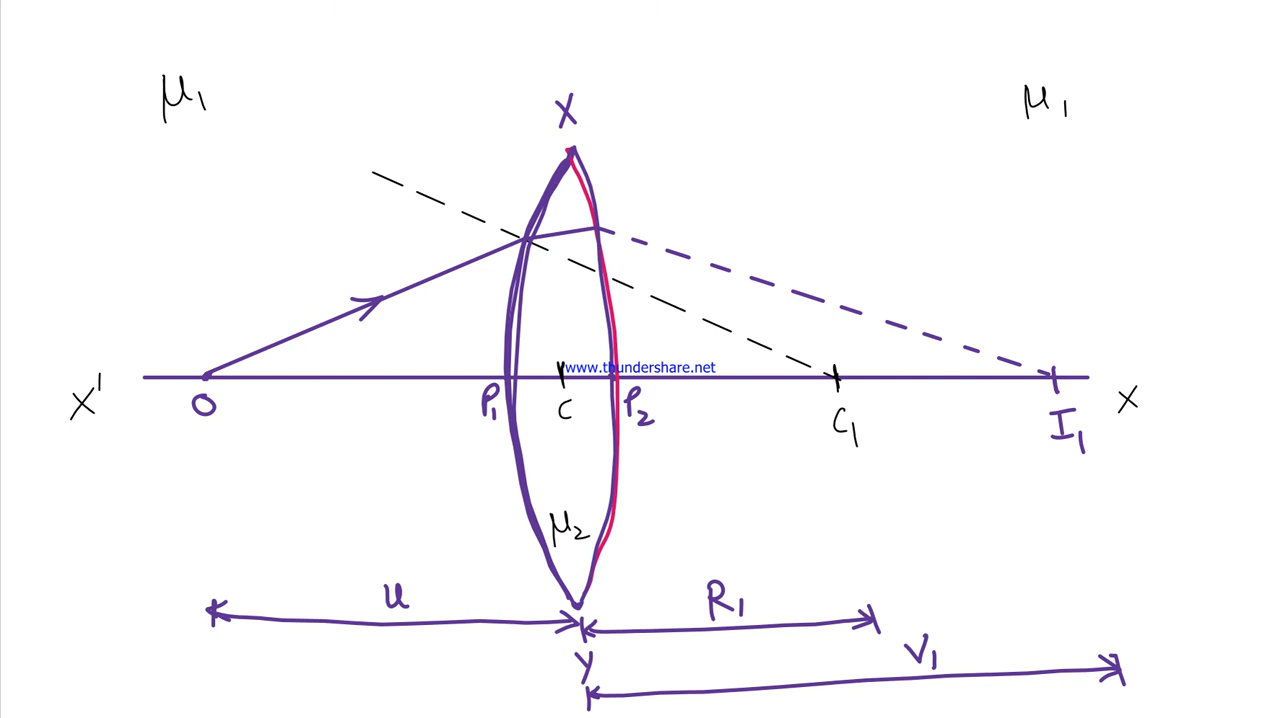 μ₁
μ₁
X
www.thundershare.net
X'
O
P₁
C
P₂
C₁
I₁
X
μ₂
u
R₁
Y
V₁